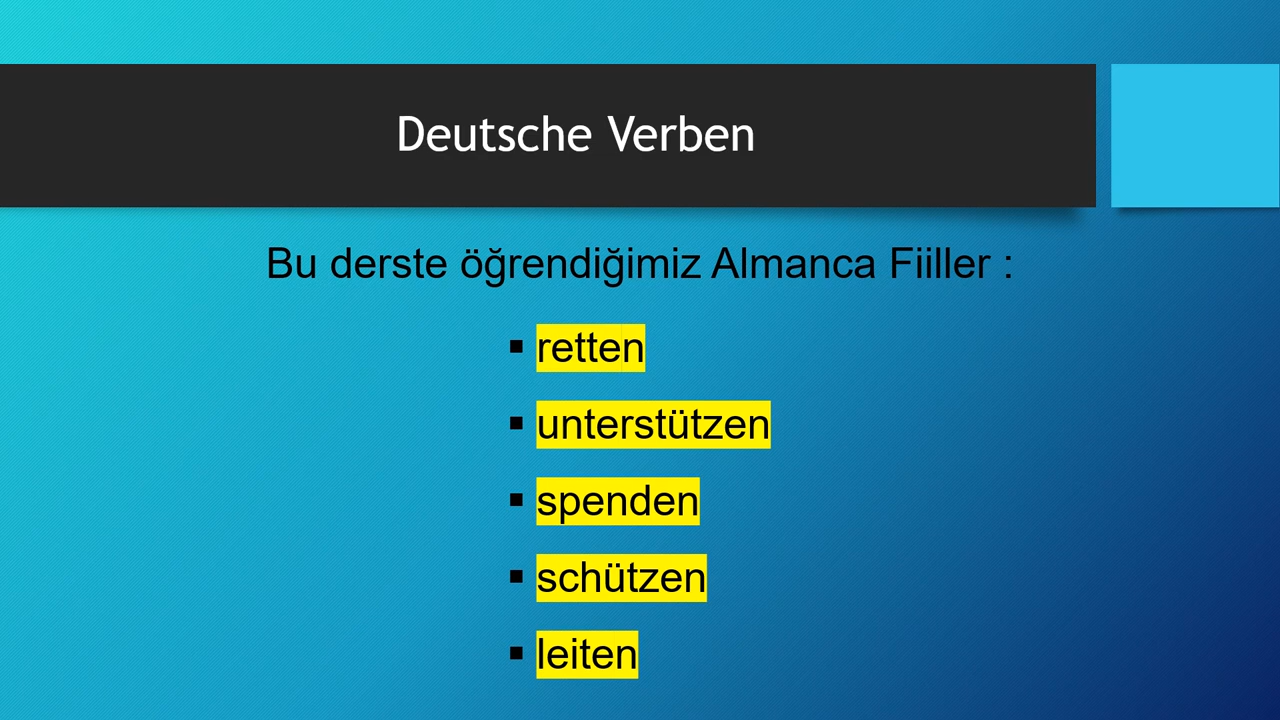 Deutsche Verben
Bu derste öğrendiğimiz Almanca Fiiller :
▪ retten
▪ unterstützen
▪ spenden
▪ schützen
▪ leiten